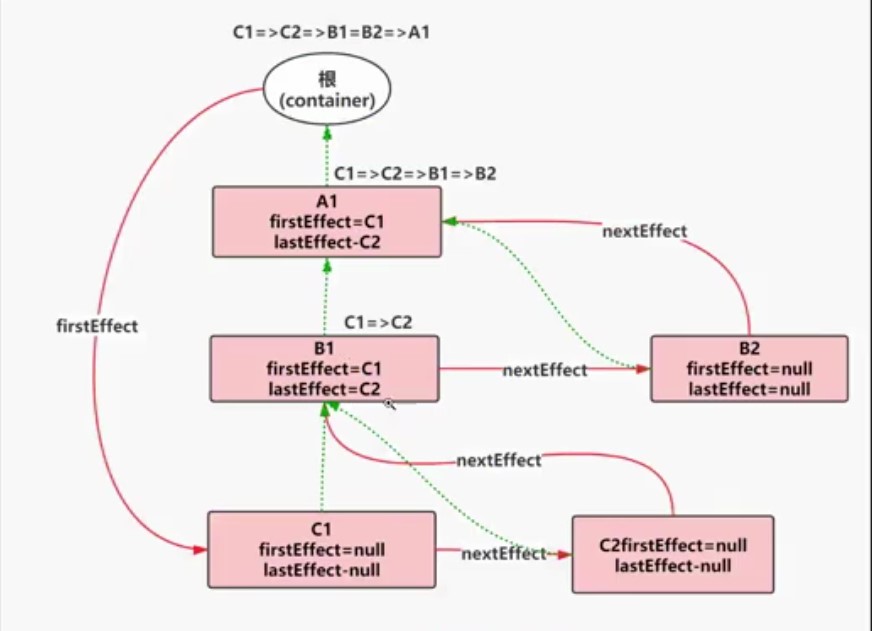 C1=>C2=>B1=B2=>A1
根
(container)
C1=>C2=>B1=>B2
A1
firstEffect=C1
lastEffect-C2
nextEffect
firstEffect
C1=>C2
B1
firstEffect=C1
lastEffect=C2
nextEffect
B2
firstEffect=null
lastEffect=null
nextEffect
C1
firstEffect=null
lastEffect-null
nextEffect
C2firstEffect=null
lastEffect-null